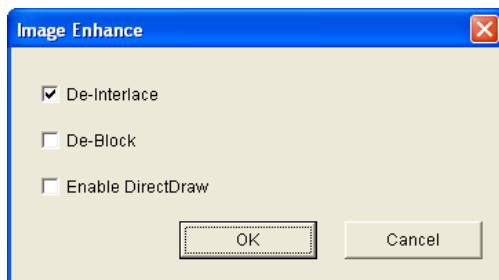 Image Enhance
De-Interlace
De-Block
Enable DirectDraw
OK Cancel